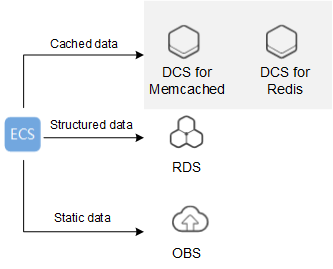 Cached data
DCS for
Memcached
DCS for
Redis
ECS
Structured data
RDS
Static data
OBS